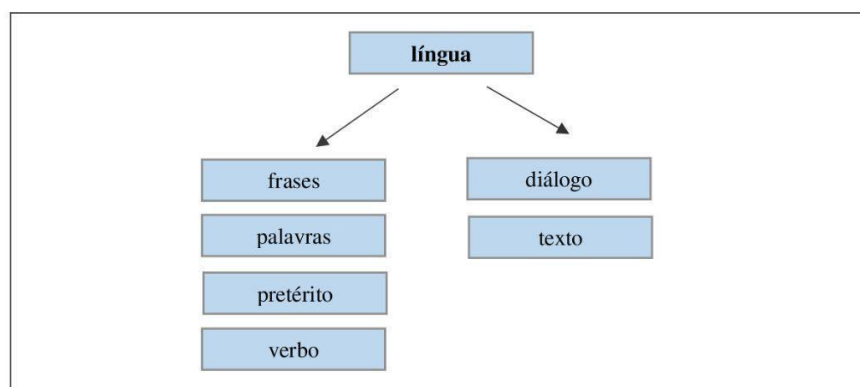 língua
frases
palavras
pretérito
verbo
diálogo
texto